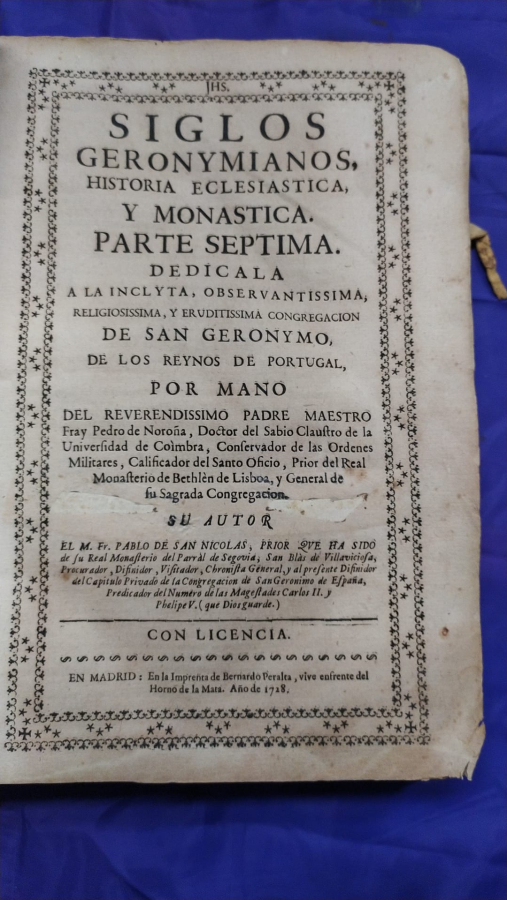 JHS.
SIGLOS
GERONYMIANOS,
HISTORIA ECLESIASTICA,
Y MONASTICA.
PARTE SEPTIMA.
DEDICALA
A LA INCLYTA, OBSERVANTISSIMA,
RELIGIOSISSIMA, Y ERUDITISSIMA CONGREGACION
DE SAN GERONYMO,
DE LOS REYNOS DE PORTUGAL,
POR MANO
DEL REVERENDISSIMO PADRE MAESTRO
Fray Pedro de Noroña, Doctor del Sabio Claustro de la
Universidad de Coimbra, Conservador de las Ordenes
Militares, Calificador del Santo Oficio, Prior del Real
Monasterio de Bethlèn de Lisboa, y General de
su Sagrada Congregacion.
SU AUTOR
EL M. Fr. PABLO DE SAN NICOLAS, PRIOR QVE HA SIDO
de su Real Monasterio del Parràl de Segovia, San Blàs de Villaviciosa,
Procurador, Difinidor, Visitador, Chronista General, y al presente Difinidor
del Capitulo Privado de la Congregacion de San Geronimo de España,
Predicador del Numero de las Magestades Carlos II. y
Phelipe V. (que Dios guarde.)
CON LICENCIA.
EN MADRID: En la Imprenta de Bernardo Peralta, vive enfrente del
Horno de la Mata. Año de 1728.